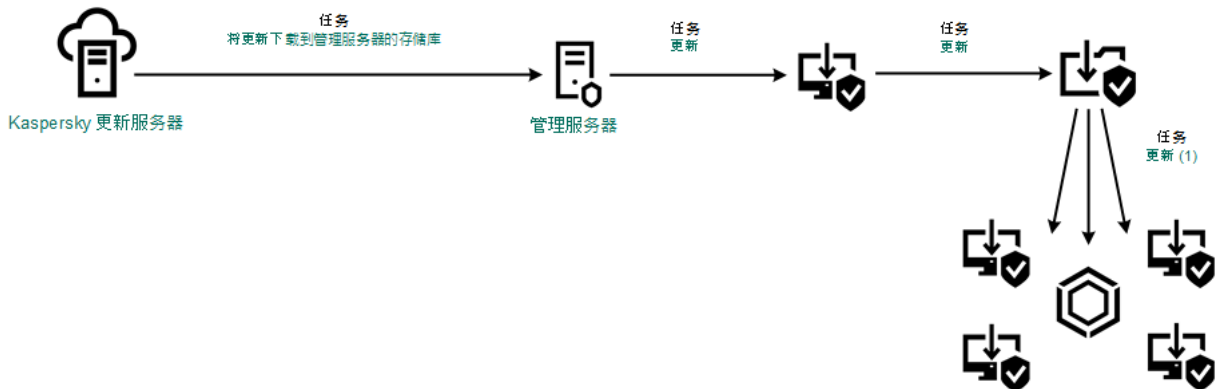 任务
将更新下载到管理服务器的存储库
任务
更新
任务
更新
Kaspersky 更新服务器
管理服务器
任务
更新 (1)